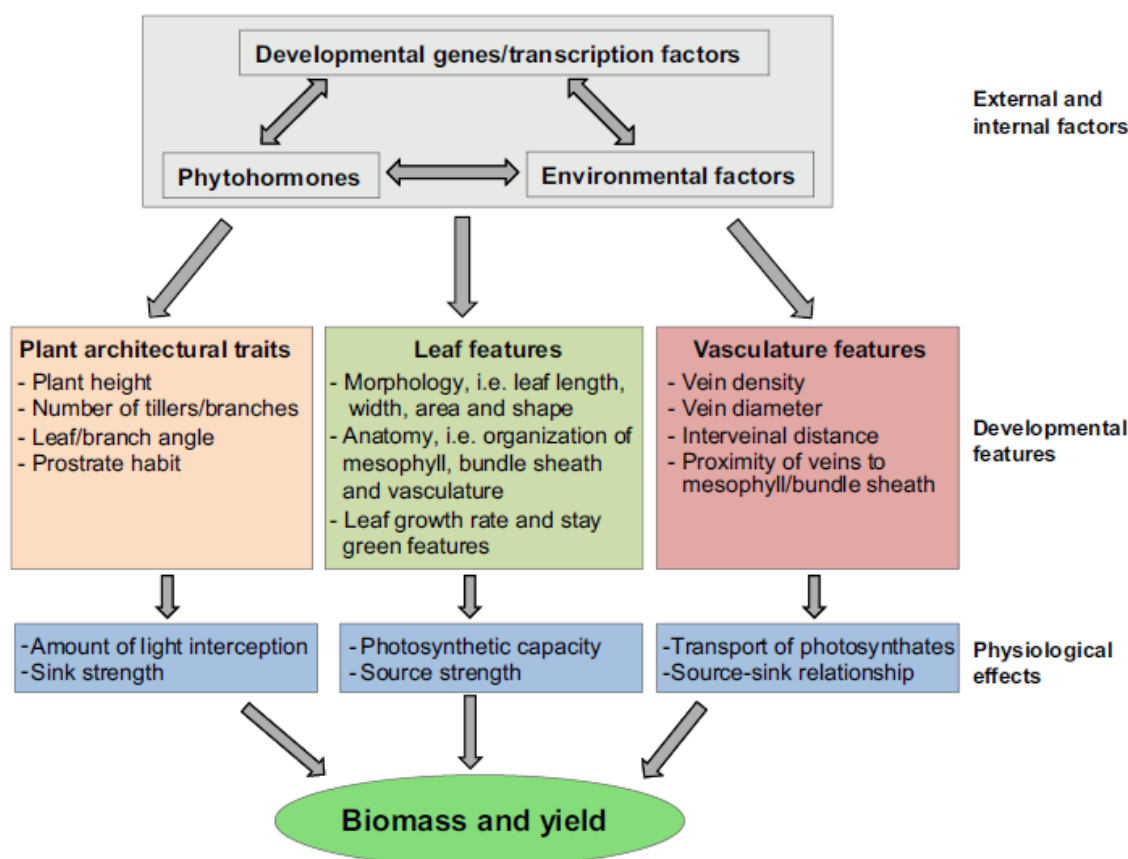 Developmental genes/transcription factors
Phytohormones
Environmental factors
External and
internal factors
Plant architectural traits
- Plant height
- Number of tillers/branches
- Leaf/branch angle
- Prostrate habit
Leaf features
- Morphology, i.e. leaf length,
width, area and shape
- Anatomy, i.e. organization of
mesophyll, bundle sheath
and vasculature
- Leaf growth rate and stay
green features
Vasculature features
- Vein density
- Vein diameter
- Interveinal distance
- Proximity of veins to
mesophyll/bundle sheath
Developmental
features
-Amount of light interception
-Sink strength
-Photosynthetic capacity
-Source strength
-Transport of photosynthates
-Source-sink relationship
Physiological
effects
Biomass and yield